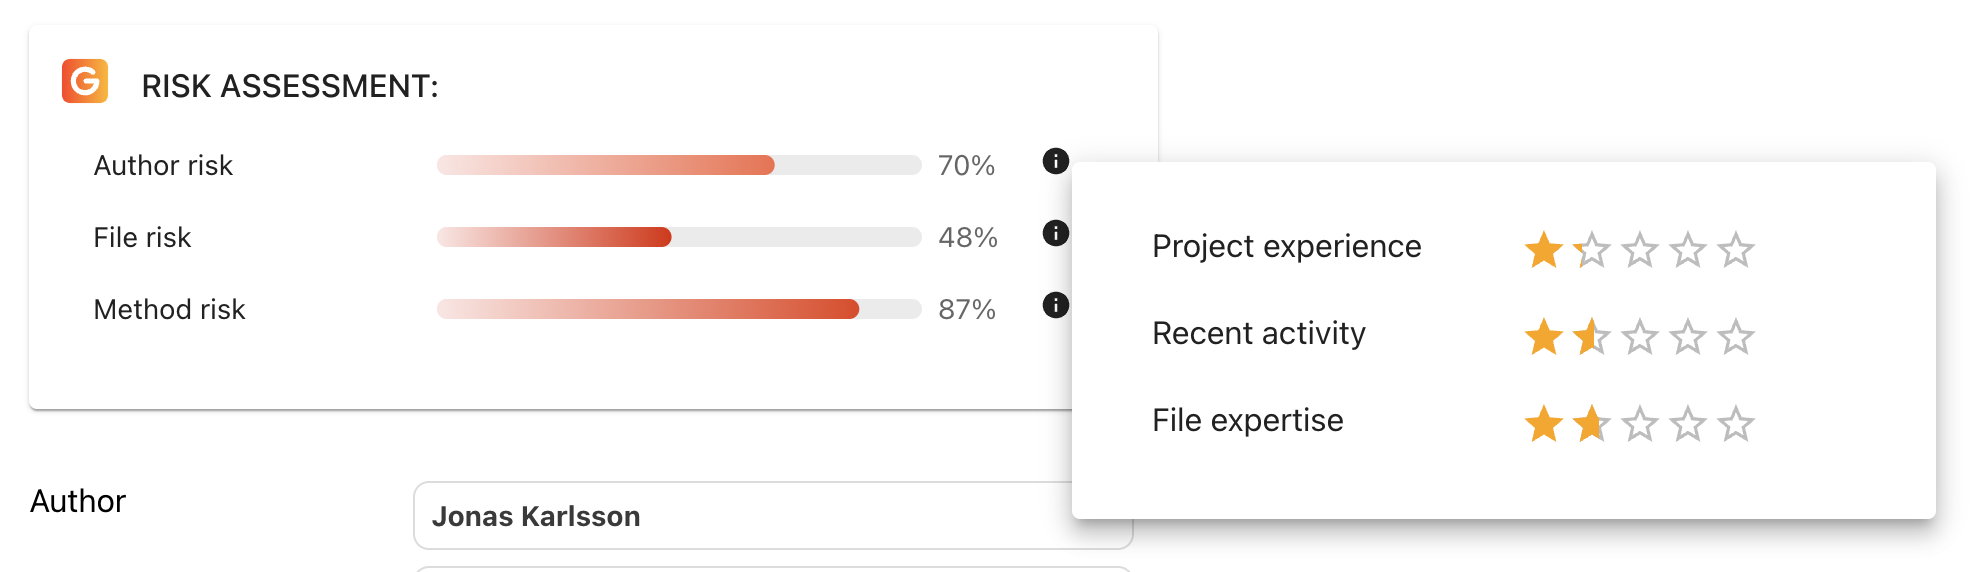 G RISK ASSESSMENT:
Author risk 70%
File risk 48%
Method risk 87%
Project experience
Recent activity
File expertise
Author Jonas Karlsson